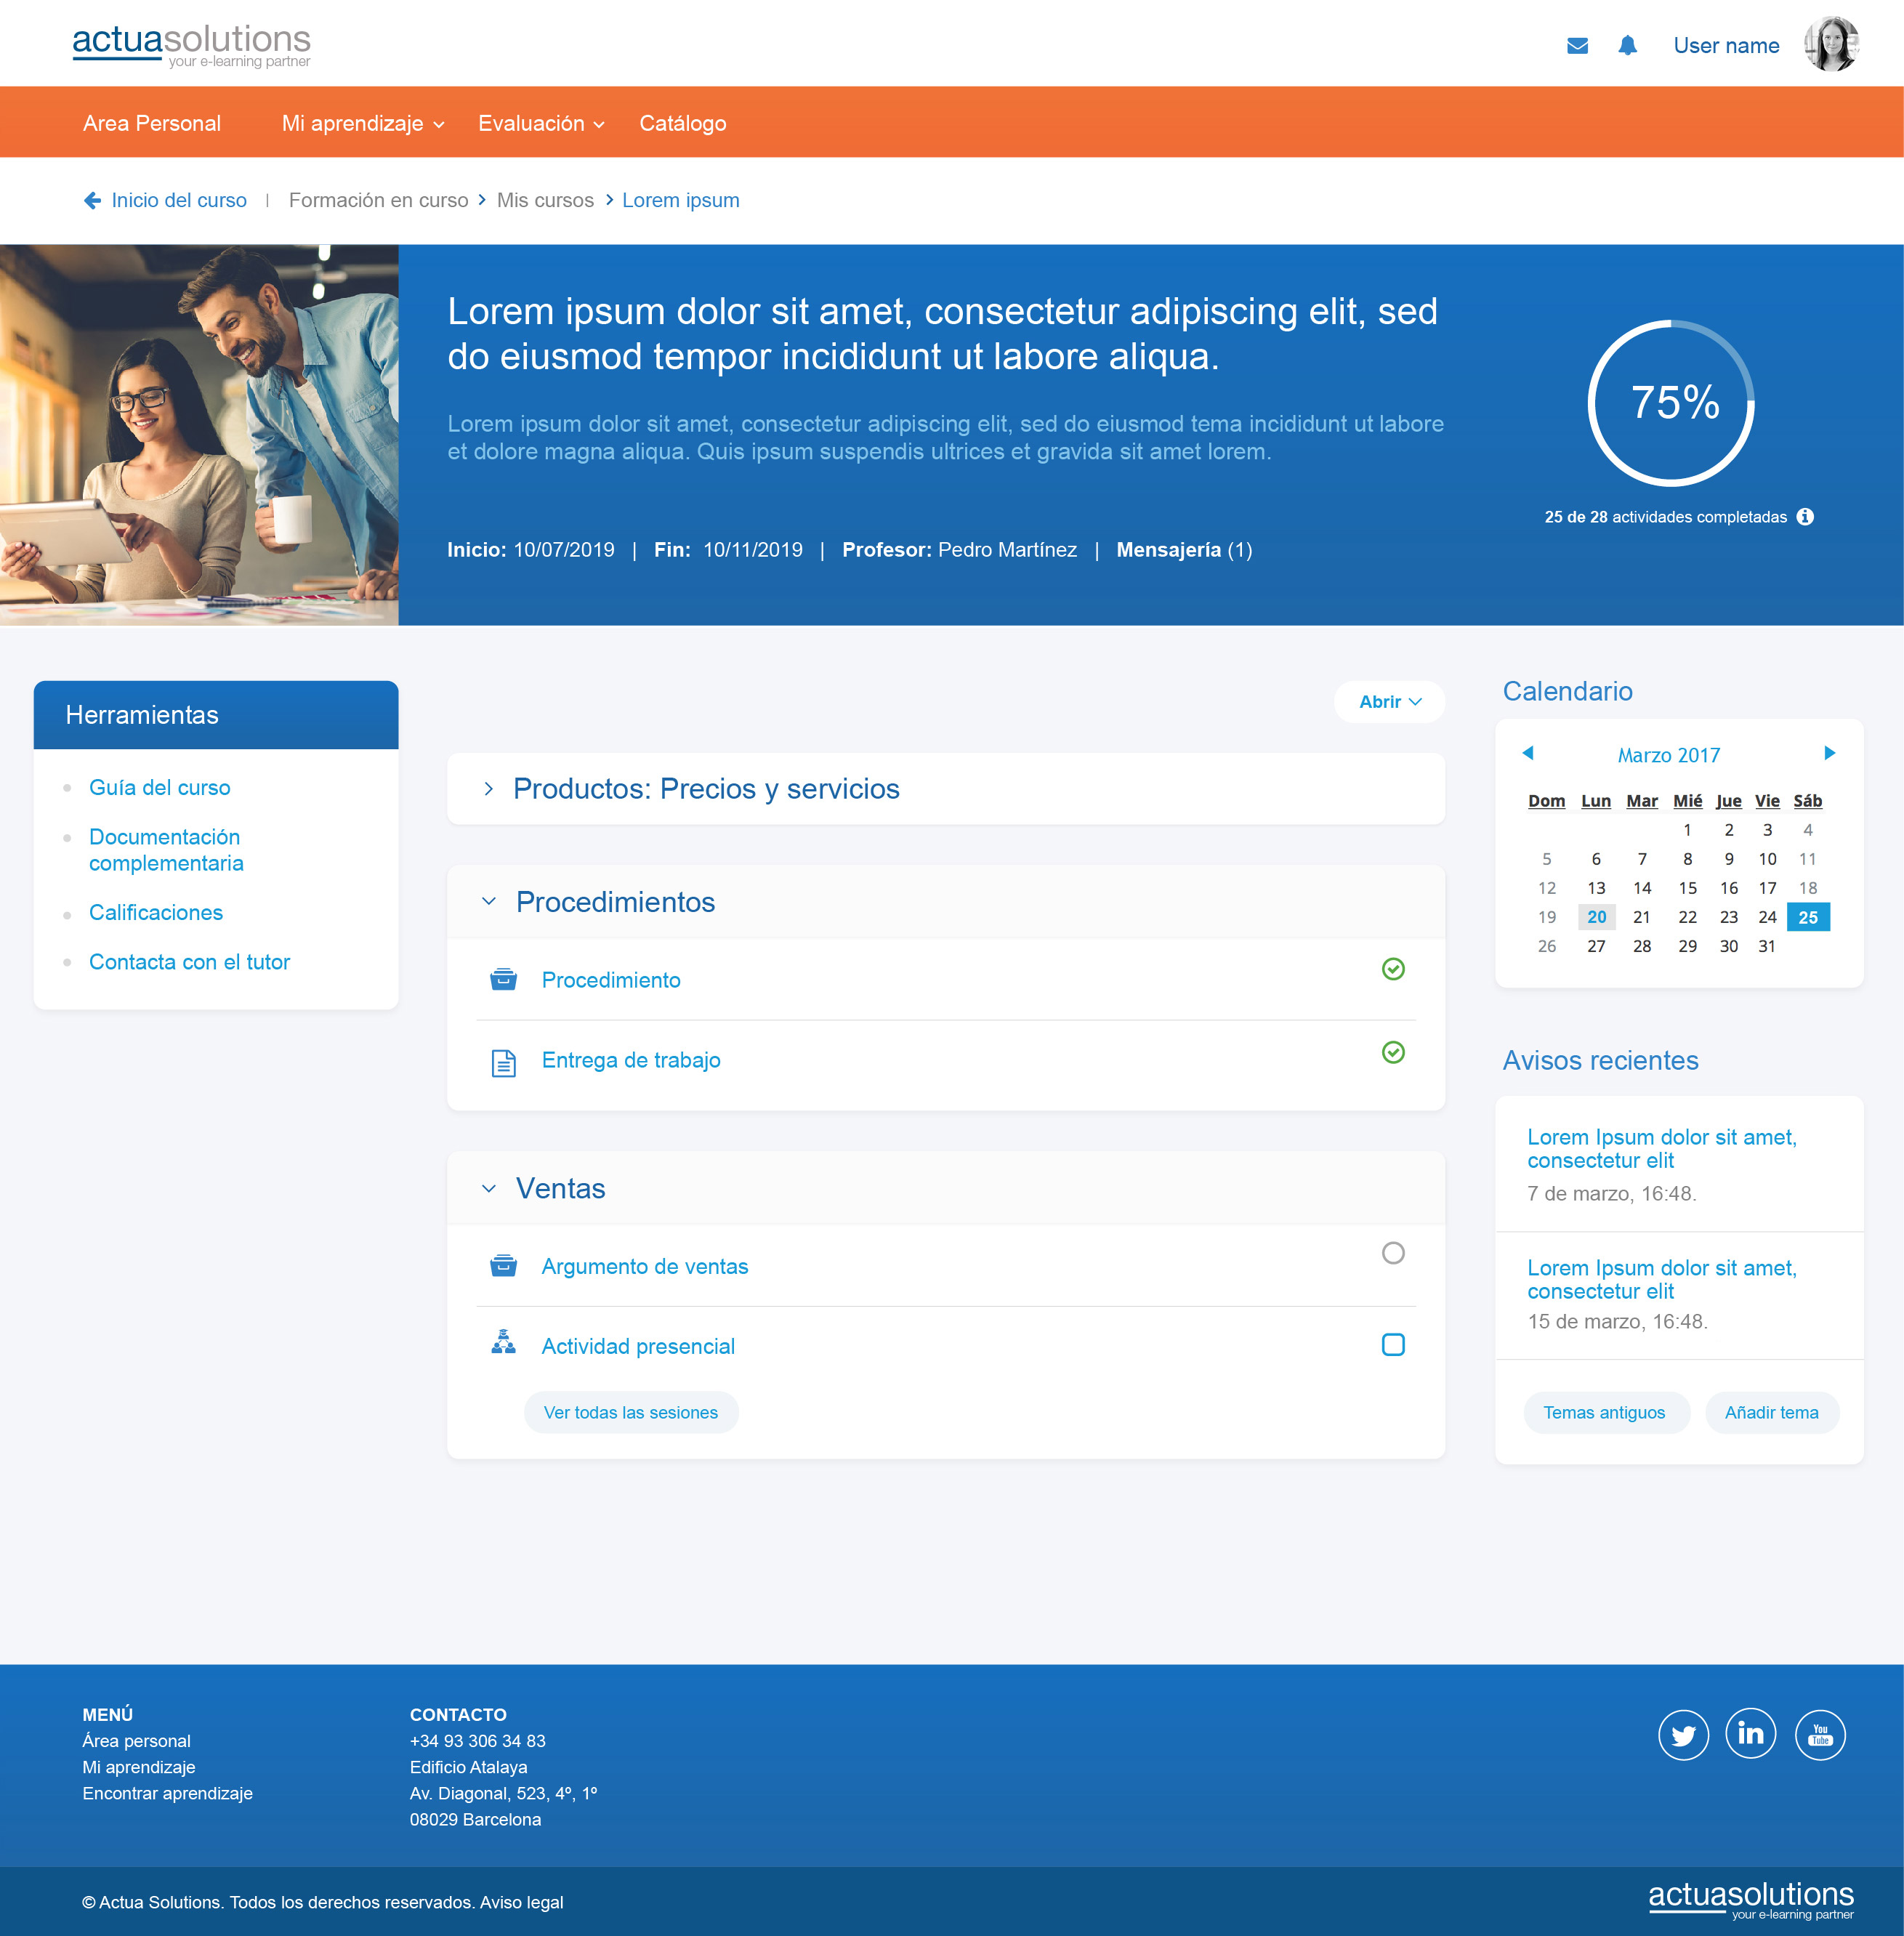 actuasolutions
your e-learning partner
User name
Area Personal
Mi aprendizaje
Evaluación
Catálogo
Inicio del curso | Formación en curso > Mis cursos > Lorem ipsum
Lorem ipsum dolor sit amet, consectetur adipiscing elit, sed
do eiusmod tempor incididunt ut labore aliqua.
Lorem ipsum dolor sit amet, consectetur adipiscing elit, sed do eiusmod tema incididunt ut labore
et dolore magna aliqua. Quis ipsum suspendis ultrices et gravida sit amet lorem.
Inicio: 10/07/2019 | Fin: 10/11/2019 | Profesor: Pedro Martínez | Mensajería (1)
75%
25 de 28 actividades completadas
Herramientas
Guía del curso
Documentación
complementaria
Calificaciones
Contacta con el tutor
Abrir
Productos: Precios y servicios
Procedimientos
Procedimiento
Entrega de trabajo
Ventas
Argumento de ventas
Actividad presencial
Ver todas las sesiones
Calendario
Marzo 2017
Dom Lun Mar Mié Jue Vie Sáb
1 2 3 4
5 6 7 8 9 10 11
12 13 14 15 16 17 18
19 20 21 22 23 24 25
26 27 28 29 30 31
Avisos recientes
Lorem Ipsum dolor sit amet,
consectetur elit
7 de marzo, 16:48.
Lorem Ipsum dolor sit amet,
consectetur elit
15 de marzo, 16:48.
Temas antiguos
Añadir tema
MENÚ
Área personal
Mi aprendizaje
Encontrar aprendizaje
CONTACTO
+34 93 306 34 83
Edificio Atalaya
Av. Diagonal, 523, 4º, 1º
08029 Barcelona
in
You
Tube
© Actua Solutions. Todos los derechos reservados. Aviso legal
actuasolutions
your e-learning partner